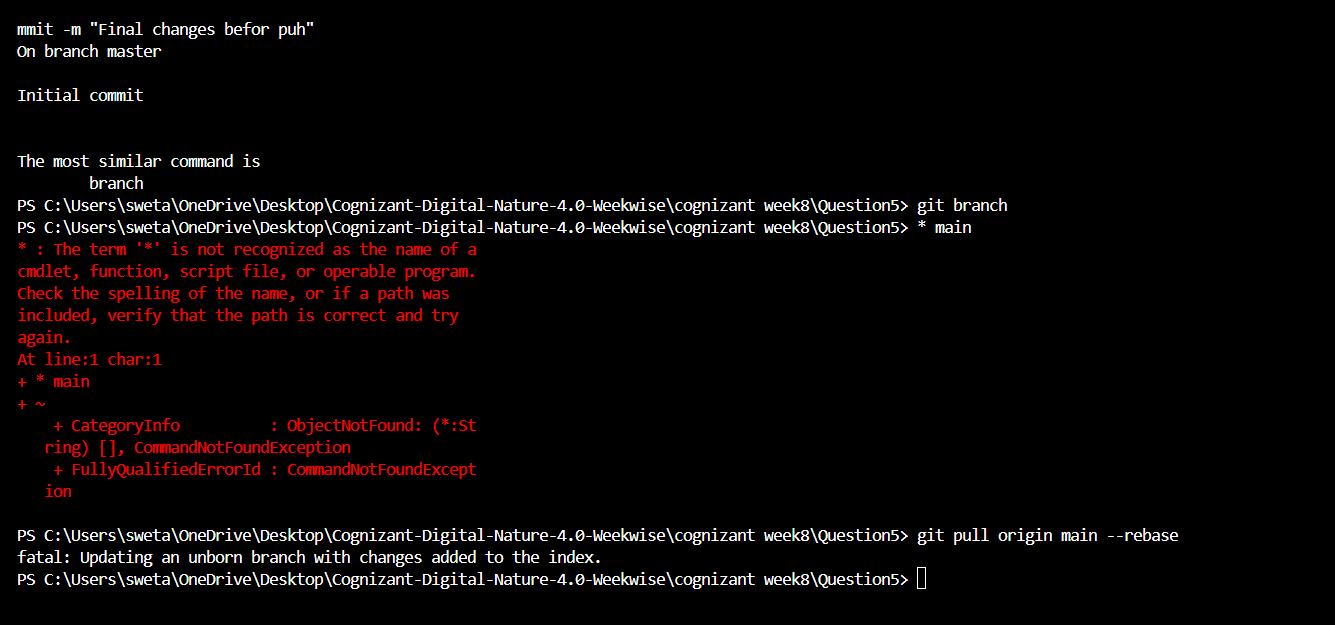 mmit -m "Final changes befor puh"
On branch master
Initial commit
The most similar command is
branch
PS C:\Users\sweta\OneDrive\Desktop\Cognizant-Digital-Nature-4.0-Weekwise\cognizant week8\Question5> git branch
PS C:\Users\sweta\OneDrive\Desktop\Cognizant-Digital-Nature-4.0-Weekwise\cognizant week8\Question5> * main
* : The term '*' is not recognized as the name of a
cmdlet, function, script file, or operable program.
Check the spelling of the name, or if a path was
included, verify that the path is correct and try
again.
At line:1 char:1
+ * main
+ ~
+ CategoryInfo          : ObjectNotFound: (*:St
ring) [], CommandNotFoundException
+ FullyQualifiedErrorId : CommandNotFoundExcept
ion
PS C:\Users\sweta\OneDrive\Desktop\Cognizant-Digital-Nature-4.0-Weekwise\cognizant week8\Question5> git pull origin main --rebase
fatal: Updating an unborn branch with changes added to the index.
PS C:\Users\sweta\OneDrive\Desktop\Cognizant-Digital-Nature-4.0-Weekwise\cognizant week8\Question5>